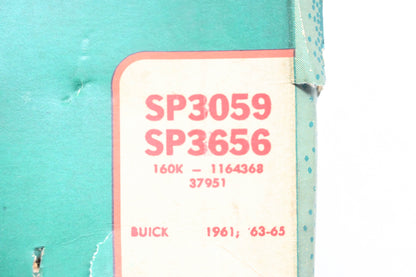 SP3059
SP3656
160K — 1164368
37951
BUICK 1961; '63-65